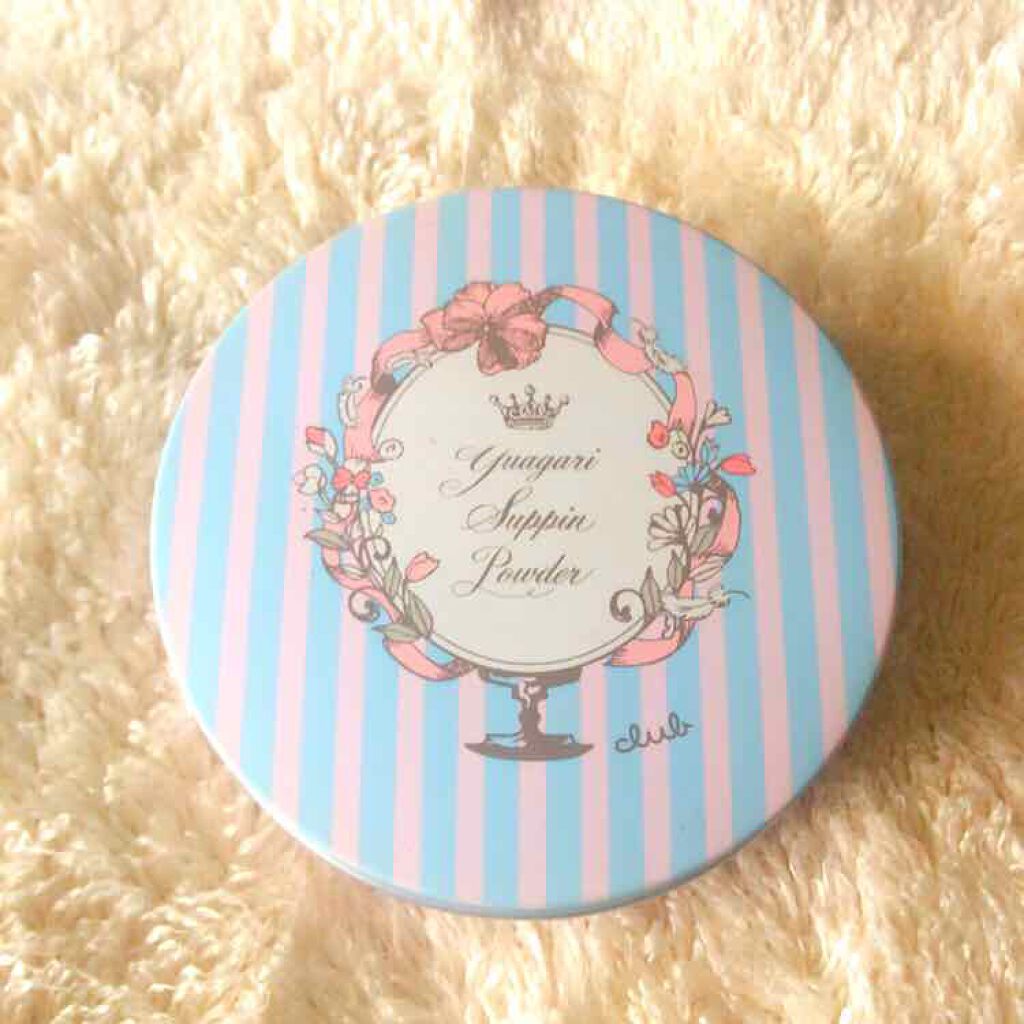 Yuagari
Suppin
Powder
club